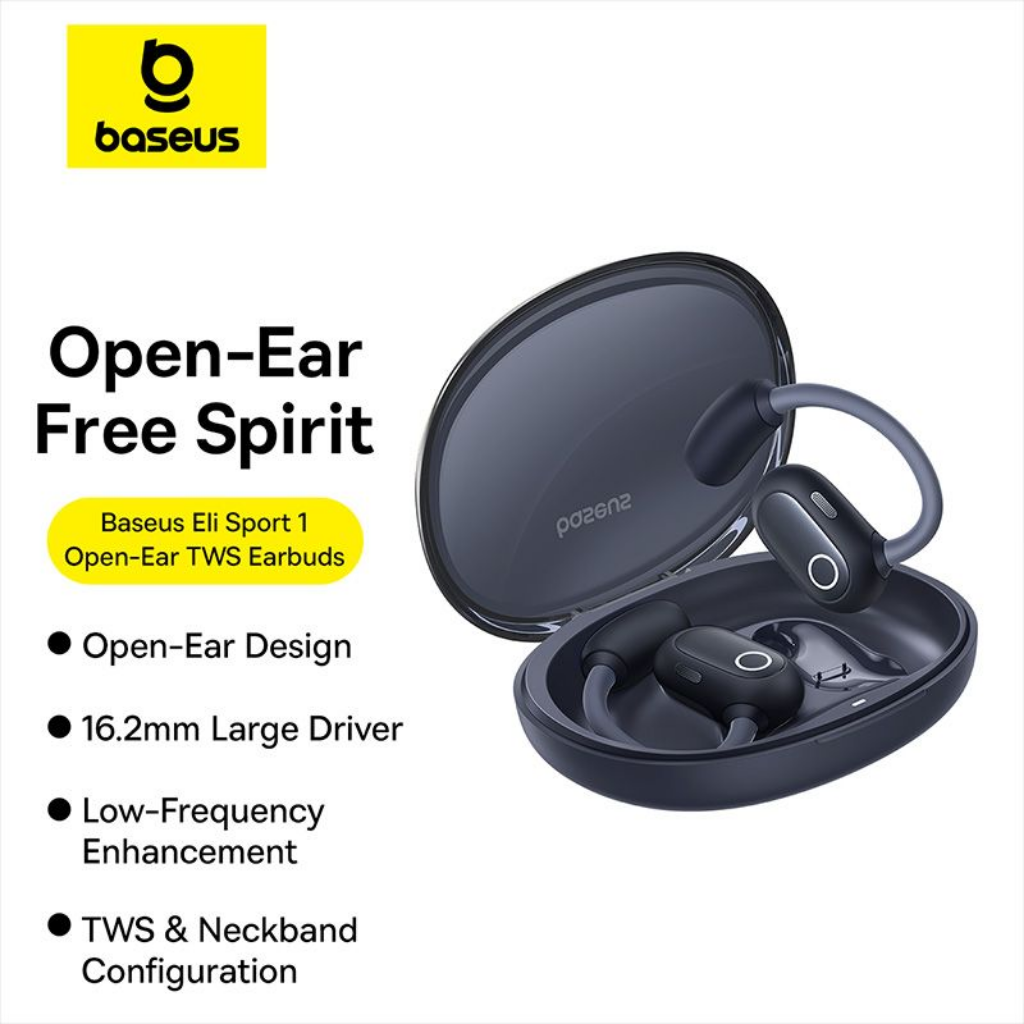 baseus
Open-Ear
Free Spirit
Baseus Eli Sport 1
Open-Ear TWS Earbuds
Open-Ear Design
16.2mm Large Driver
Low-Frequency
Enhancement
TWS & Neckband
Configuration
baseus